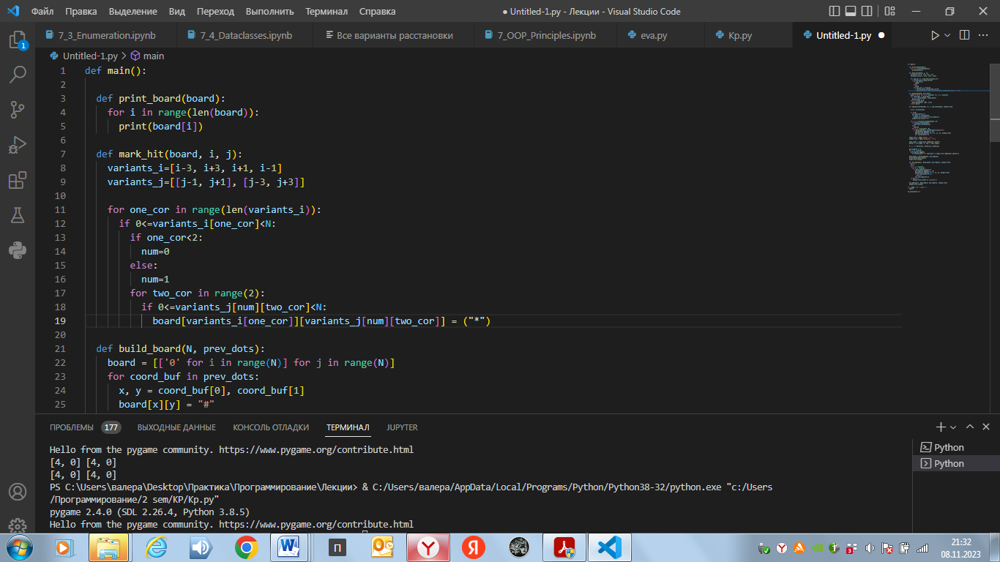 Файл Правка Выделение Вид Переход Выполнить Терминал Справка ● Untitled-1.py - Лекции - Visual Studio Code
7_3_Enumeration.ipynb 7_4_Dataclasses.ipynb Все варианты расстановки 7_OOP_Principles.ipynb eva.py Kp.py Untitled-1.py
1
Untitled-1.py > main
1 def main():
2
3 def print_board(board):
4 for i in range(len(board)):
5 print(board[i])
6
7 def mark_hit(board, i, j):
8 variants_i=[i-3, i+3, i+1, i-1]
9 variants_j=[[j-1, j+1], [j-3, j+3]]
10
11 for one_cor in range(len(variants_i)):
12 if 0<=variants_i[one_cor]<N:
13 if one_cor<2:
14 num=0
15 else:
16 num=1
17 for two_cor in range(2):
18 if 0<=variants_j[num][two_cor]<N:
19 board[variants_i[one_cor]][variants_j[num][two_cor]] = ("*")
20
21 def build_board(N, prev_dots):
22 board = [['0' for i in range(N)] for j in range(N)]
23 for coord_buf in prev_dots:
24 x, y = coord_buf[0], coord_buf[1]
25 board[x][y] = "#"
ПРОБЛЕМЫ 177 ВЫХОДНЫЕ ДАННЫЕ КОНСОЛЬ ОТЛАДКИ ТЕРМИНАЛ JUPYTER
Hello from the pygame community. https://www.pygame.org/contribute.html
[4, 0] [4, 0]
[4, 0] [4, 0]
PS C:\Users\валера\Desktop\Практика\Программирование\Лекции> & C:/Users/валера/AppData/Local/Programs/Python/Python38-32/python.exe "c:/Users
/Программирование/2 sem/KP/Kp.py"
pygame 2.4.0 (SDL 2.26.4, Python 3.8.5)
Hello from the pygame community. https://www.pygame.org/contribute.html
Python
Python
21:32
08.11.2023